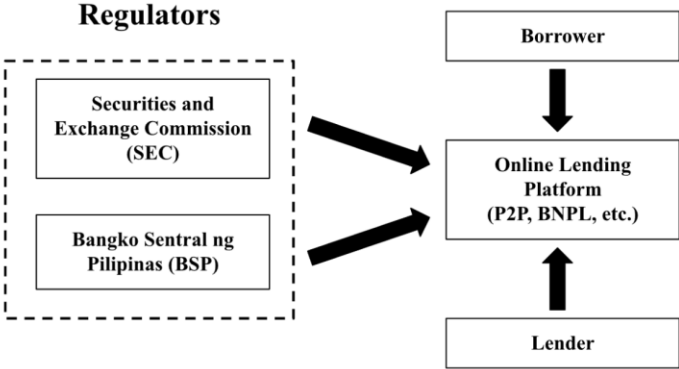 Regulators
Securities and
Exchange Commission
(SEC)
Bangko Sentral ng
Pilipinas (BSP)
Borrower
Online Lending
Platform
(P2P, BNPL, etc.)
Lender